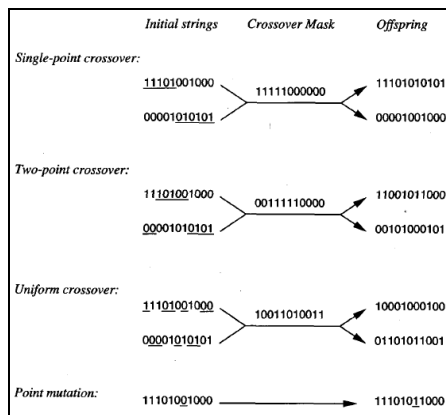 Initial strings Crossover Mask Offspring
Single-point crossover:
11101001000 11111000000 11101010101
00001010101 00001001000
Two-point crossover:
11101001000 00111110000 11001011000
00001010101 00101000101
Uniform crossover:
11101001000 10011010011 10001000100
00001010101 01101011001
Point mutation:
11101001000 11101011000